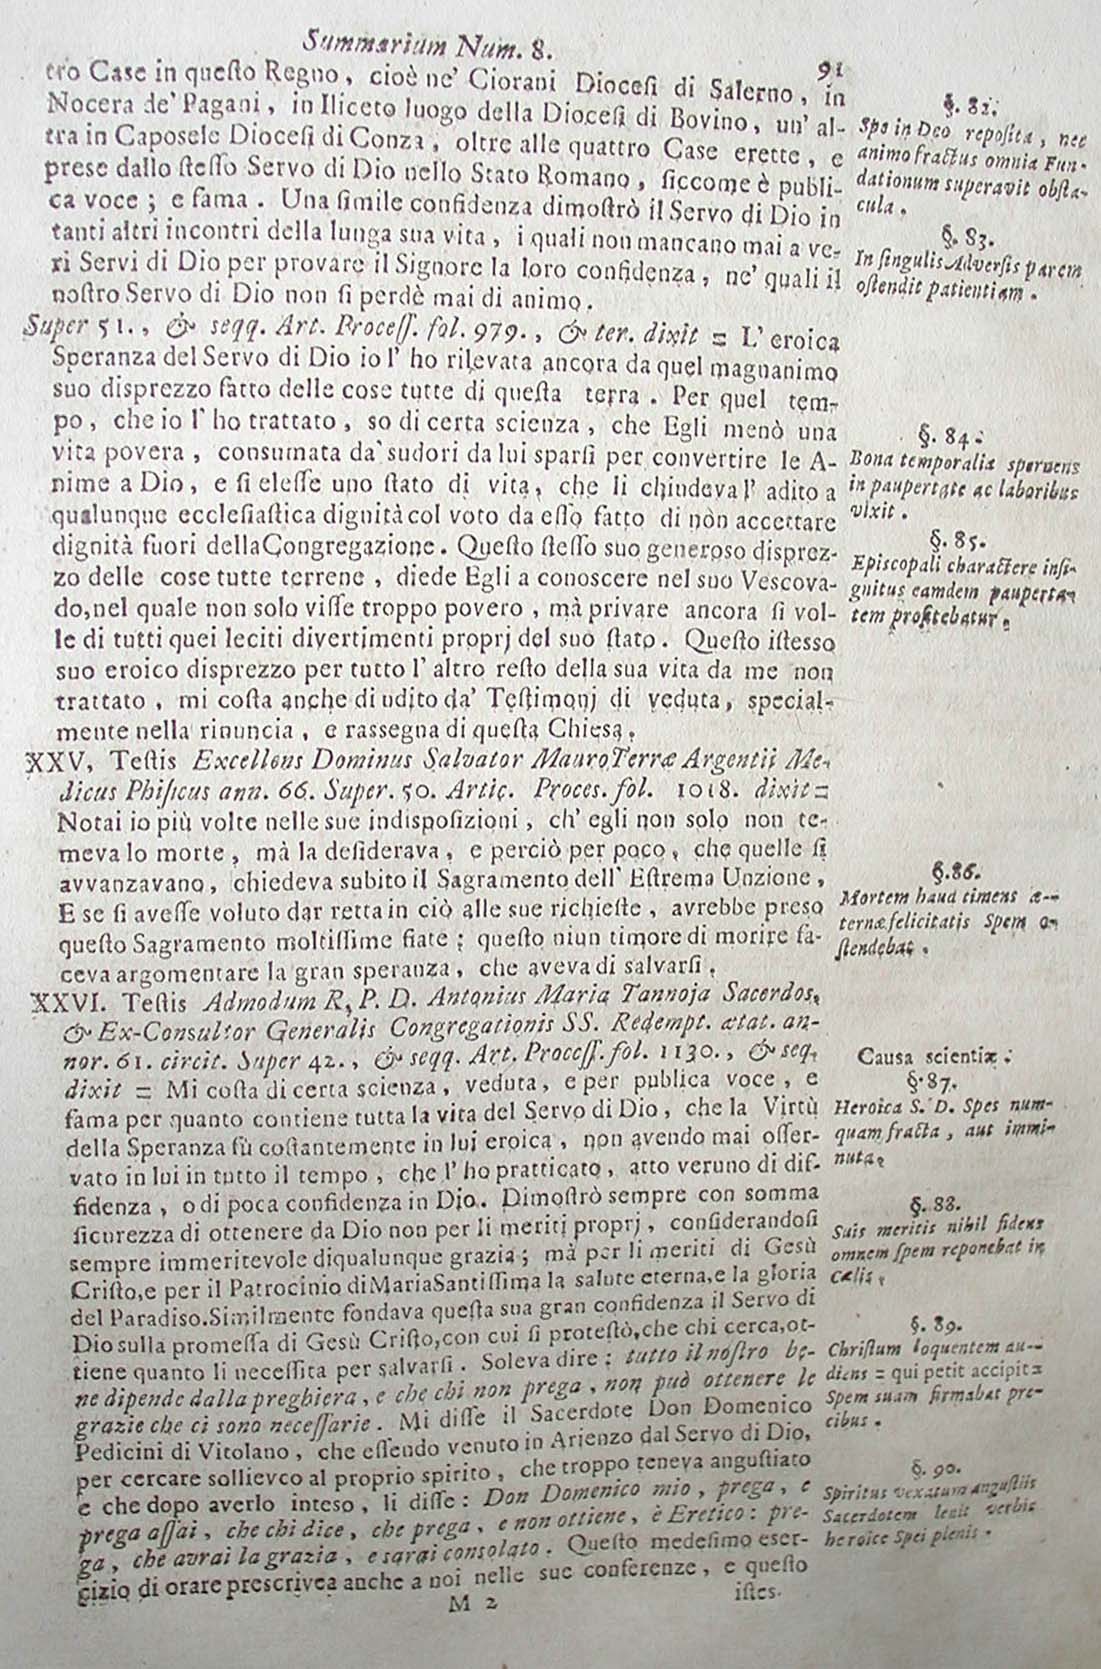 Summarium Num. 8.
91
tro Case in queſto Regno, cioè ne' Ciorani Dioceſi di Salerno, in
Nocera de' Pagani, in Iliceto luogo della Dioceſi di Bovino, un' al-
tra in Caposele Dioceſi di Conza, oltre alle quattro Case erette, e
prese dallo ſteſſo Servo di Dio nello Stato Romano, ſiccome è publi-
ca voce; e fama. Una ſimile confidenza dimoſtrò il Servo di Dio in
tanti altri incontri della lunga sua vita, i quali non mancano mai a ve-
ri Servi di Dio per provare il Signore la loro confidenza, ne' quali il
noſtro Servo di Dio non ſi perdè mai di animo.
Super 51., & seqq. Art. Proceſſ. fol. 979., & ter. dixit = L' eroica
Speranza del Servo di Dio io l' ho rilevata ancora da quel magnanimo
suo disprezzo fatto delle cose tutte di queſta terra. Per quel tem-
po, che io l' ho trattato, so di certa scienza, che Egli menò una
vita povera, consumata da' sudori da lui sparſi per convertire le A-
nime a Dio, e ſi eleſſe uno ſtato di vita, che li chiudeva l' adito a
qualunque eccleſiaſtica dignità col voto da eſſo fatto di non accettare
dignità fuori della Congregazione. Queſto ſteſſo suo generoso disprez-
zo delle cose tutte terrene, diede Egli a conoscere nel suo Vescova-
do, nel quale non solo viſſe troppo povero, mà privare ancora ſi vol-
le di tutti quei leciti divertimenti proprj del suo ſtato. Queſto iſtesso
suo eroico disprezzo per tutto l' altro reſto della sua vita da me non
trattato, mi coſta anche di udito da' Teſtimonj di veduta, special-
mente nella rinuncia, e rassegna di queſta Chiesa.
XXV. Teſtis Excellens Dominus Salvator Mauro Terræ Argentii Me-
dicus Phiſicus ann. 66. Super. 50. Artic. Proces. fol. 1018. dixit =
Notai io più volte nelle sue indispoſizioni, ch' egli non solo non te-
meva lo morte, mà la deſiderava, e perciò per poco, che quelle ſi
avvanzavano, chiedeva subito il Sagramento dell' Eſtrema Unzione,
E se ſi aveſſe voluto dar retta in ciò alle sue richieſte, avrebbe preso
queſto Sagramento moltiſſime fiate; queſto niun timore di morire fa-
ceva argomentare la gran speranza, che aveva di salvarſi.
XXVI. Teſtis Admodum R. P. D. Antonius Maria Tannoja Sacerdos,
& Ex-Consultor Generalis Congregationis SS. Redempt. ætat. an-
nor. 61. circit. Super 42., & seqq. Art. Proceſſ. fol. 1130., & seq.
dixit = Mi coſta di certa scienza, veduta, e per publica voce, e
fama per quanto contiene tutta la vita del Servo di Dio, che la Virtù
della Speranza fù coſtantemente in lui eroica, non avendo mai oſſer-
vato in lui in tutto il tempo, che l' ho pratticato, atto veruno di dif-
fidenza, o di poca confidenza in Dio. Dimoſtrò sempre con somma
ſicurezza di ottenere da Dio non per li meriti proprj, conſiderandoſi
sempre immeritevole di qualunque grazia; mà per li meriti di Gesù
Criſto, e per il Patrocinio di Maria Santiſſima la salute eterna, e la gloria
del Paradiso. Similmente fondava queſta sua gran confidenza il Servo di
Dio sulla promeſſa di Gesù Criſto, con cui ſi proteſtò, che chi cerca, ot-
tiene quanto li neceſſita per salvarſi. Soleva dire: tutto il noſtro be-
ne dipende dalla preghiera, e che chi non prega, non può ottenere le
grazie che ci sono neceſſarie. Mi diſſe il Sacerdote Don Domenico
Pedicini di Vitolano, che eſſendo venuto in Arienzo dal Servo di Dio,
per cercare sollievco al proprio spirito, che troppo teneva anguſtiato
e che dopo averlo inteso, li diſſe: Don Domenico mio, prega, e
prega aſſai, che chi dice, che prega, e non ottiene, è Eretico: pre-
ga, che avrai la grazia, e sarai consolato. Queſto medeſimo eser-
cizio di orare prescrivea anche a noi nelle sue conferenze, e queſto
M 2
iſtes-
§. 82.
Spe in Deo repoſita, nec
animo fractus omnia Fun-
dationum superavit obſta-
cula.
§. 83.
In ſingulis Adverſis parem
oſtendit patientiam.
§. 84.
Bona temporalia spernens
in paupertate ac laboribus
vixit.
§. 85.
Episcopali charactere inſi-
gnitus eamdem pauperta-
tem profitebatur.
§. 86.
Mortem haud timens æ-
ternæ felicitatis Spem o-
ſtendebat.
Causa scientiæ.
§. 87.
Heroica S. D. Spes num-
quam fracta, aut immi-
nuta.
§. 88.
Suis meritis nihil fidens
omnem ſpem reponebat in
Cælis.
§. 89.
Chriſtum loquentem au-
diens = qui petit accipit =
Spem suam firmabat pre-
cibus.
§. 90.
Spiritus vexatum anguſtiis
Sacerdotem lenit verbis
heroice Spei plenis.